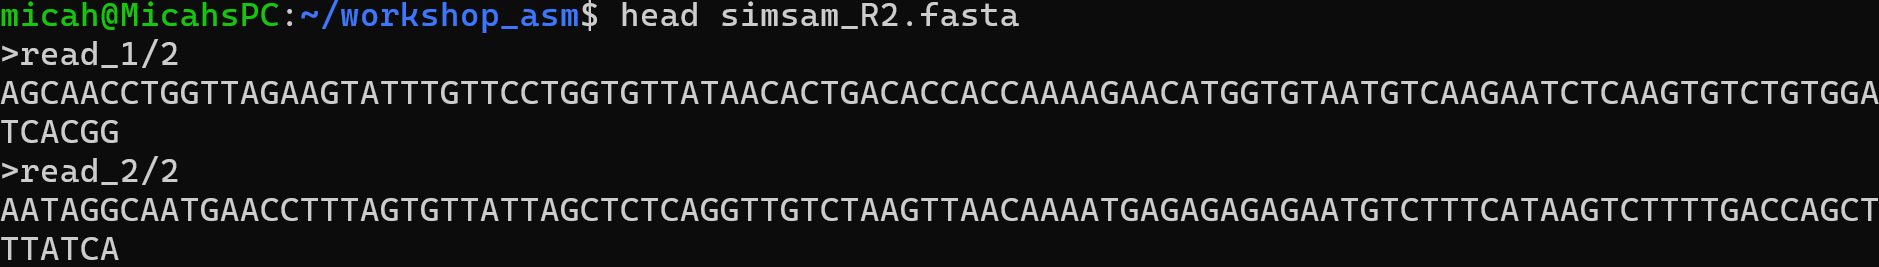 micah@MicahsPC:~/workshop_asm$ head simsam_R2.fasta
>read_1/2
AGCAACCTGGTTAGAAGTATTTGTTCCTGGTGTTATAACACTGACACCACCAAAAGAACATGGTGTAATGTCAAGAATCTCAAGTGTCTGTGGA
TCACGG
>read_2/2
AATAGGCAATGAACCTTTAGTGTTATTAGCTCTCAGGTTGTCTAAGTTAACAAAATGAGAGAGAGAATGTCTTTCATAAGTCTTTTGACCAGCT
TTATCA